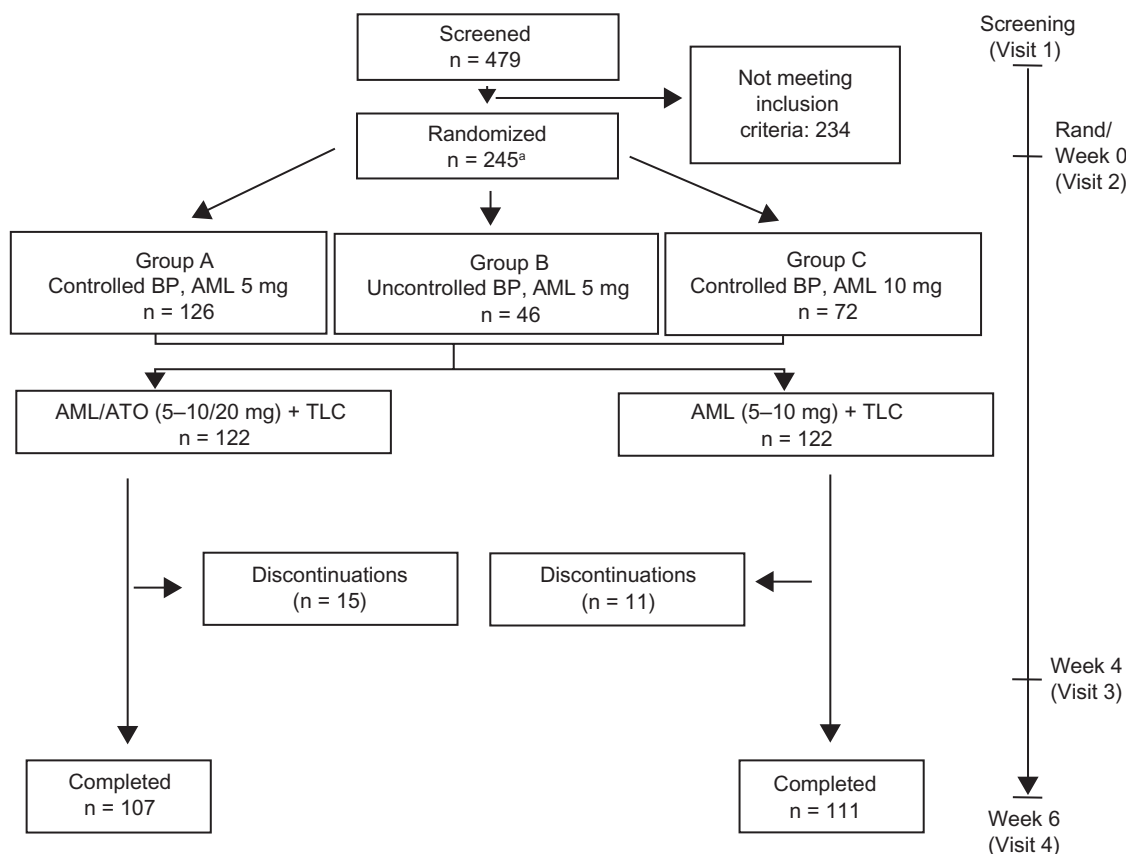 Screened
n = 479
Not meeting
inclusion
criteria: 234
Randomized
n = 245ᵃ
Group A
Controlled BP, AML 5 mg
n = 126
Group B
Uncontrolled BP, AML 5 mg
n = 46
Group C
Controlled BP, AML 10 mg
n = 72
AML/ATO (5–10/20 mg) + TLC
n = 122
AML (5–10 mg) + TLC
n = 122
Discontinuations
(n = 15)
Discontinuations
(n = 11)
Completed
n = 107
Completed
n = 111
Screening
(Visit 1)
Rand/
Week 0
(Visit 2)
Week 4
(Visit 3)
Week 6
(Visit 4)